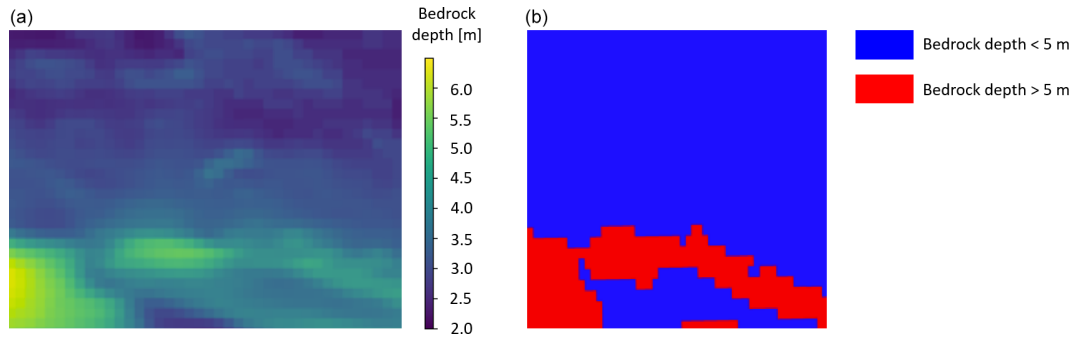 (a)
Bedrock
depth [m]
6.0
5.5
5.0
4.5
4.0
3.5
3.0
2.5
2.0
(b)
Bedrock depth < 5 m
Bedrock depth > 5 m